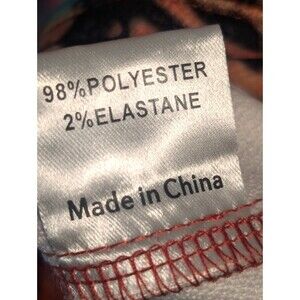 98%POLYESTER
2%ELASTANE
Made in China